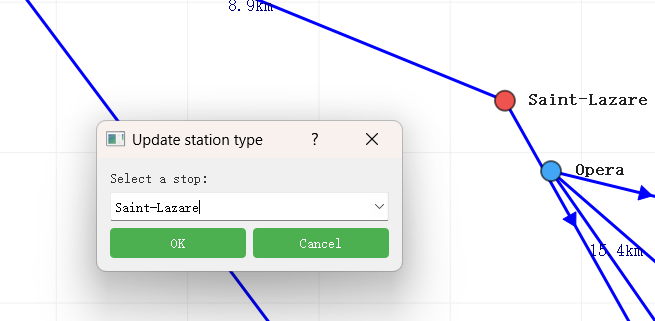 8.9km
Saint-Lazare
Update station type
?
Opera
Select a stop:
Saint-Lazare
OK
Cancel
15.4km